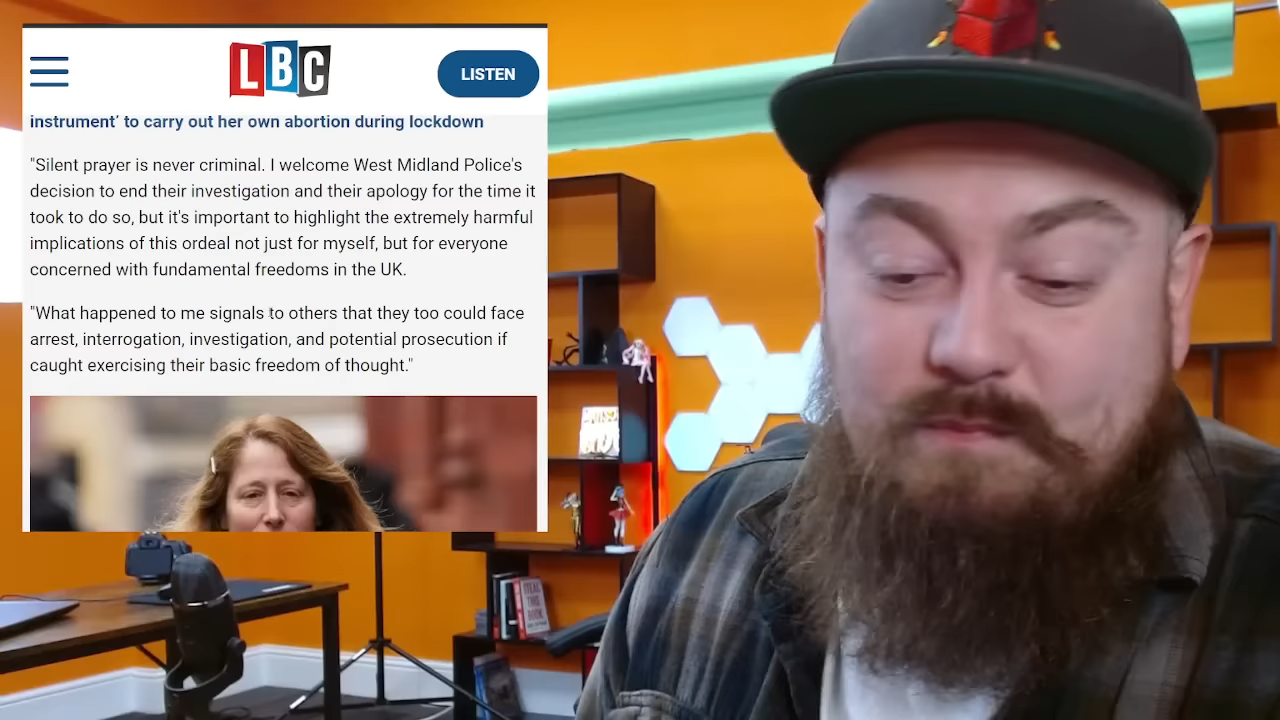 LBC
LISTEN
instrument’ to carry out her own abortion during lockdown
"Silent prayer is never criminal. I welcome West Midland Police's
decision to end their investigation and their apology for the time it
took to do so, but it's important to highlight the extremely harmful
implications of this ordeal not just for myself, but for everyone
concerned with fundamental freedoms in the UK.
"What happened to me signals to others that they too could face
arrest, interrogation, investigation, and potential prosecution if
caught exercising their basic freedom of thought."
STEAL
THIS
BOOK